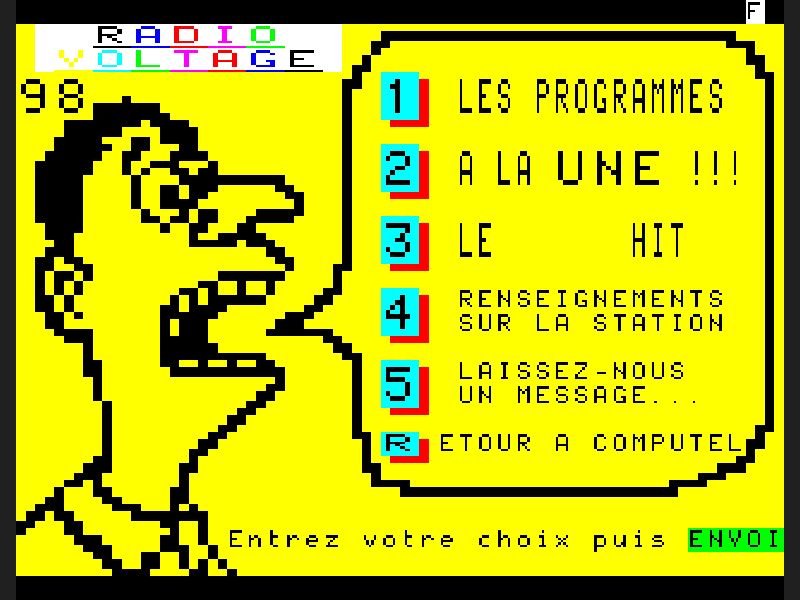 F
RADIO
VOLTAGE
98
1 LES PROGRAMMES
2 A LA UNE !!!
3 LE HIT
4 RENSEIGNEMENTS
SUR LA STATION
5 LAISSEZ-NOUS
UN MESSAGE...
R ETOUR A COMPUTEL
Entrez votre choix puis ENVOI